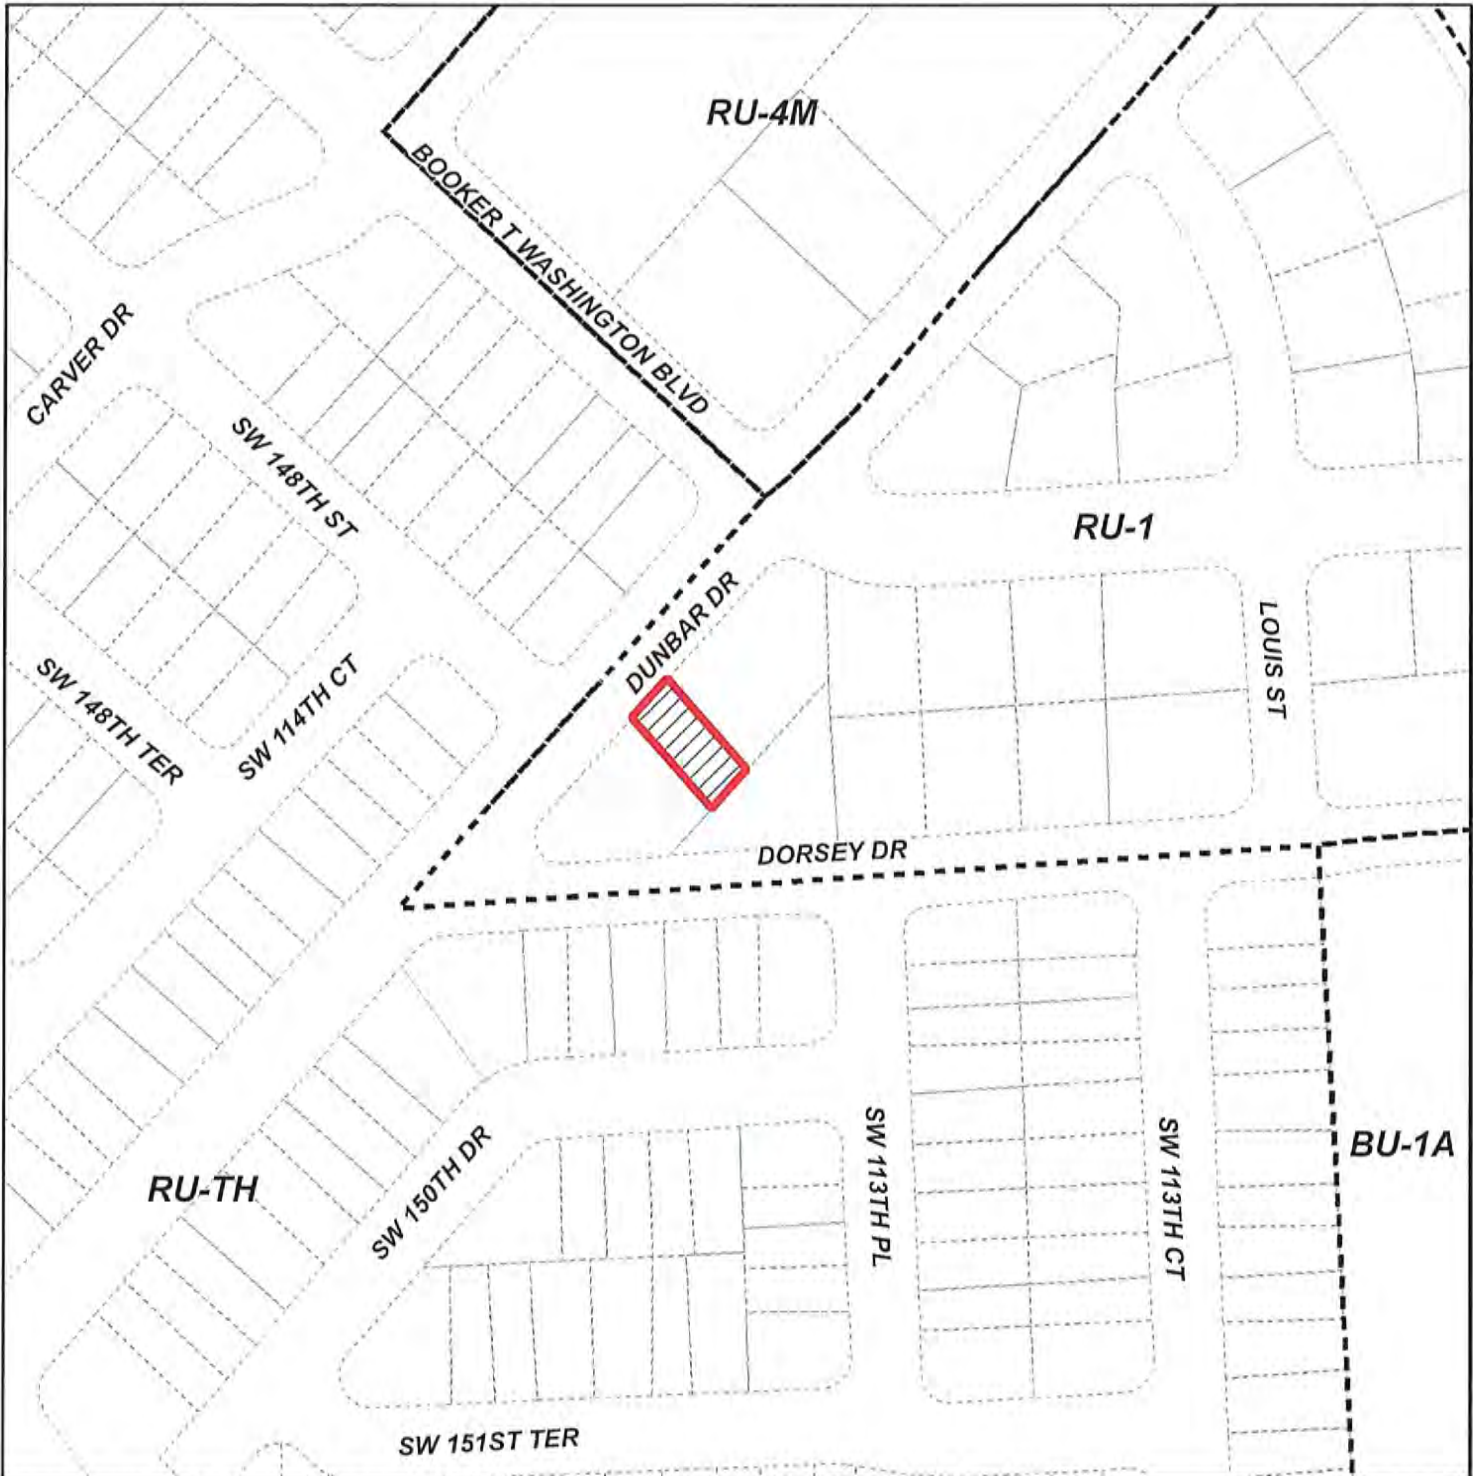 RU-4M
BOOKER T WASHINGTON BLVD
CARVER DR
SW 148TH ST
RU-1
DUNBAR DR
LOUIS ST
SW 148TH TER
SW 114TH CT
DORSEY DR
SW 113TH PL
SW 113TH CT
BU-1A
RU-TH
SW 150TH DR
SW 151ST TER